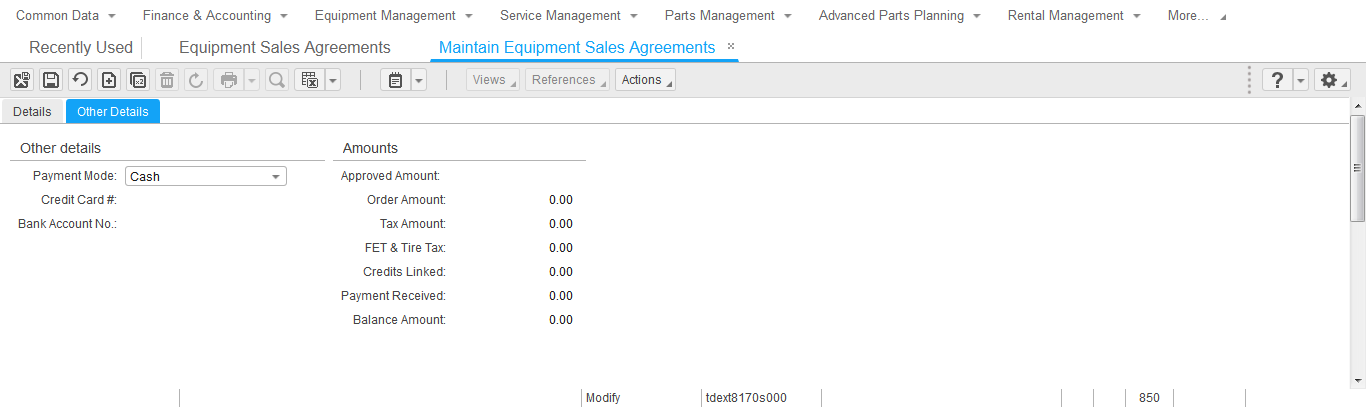 Common Data Finance & Accounting Equipment Management Service Management Parts Management Advanced Parts Planning Rental Management More...
Recently Used Equipment Sales Agreements Maintain Equipment Sales Agreements ×
x2 Views References Actions ?
Details Other Details
Other details Amounts
Payment Mode: Cash Approved Amount:
Credit Card #: Order Amount: 0.00
Bank Account No.: Tax Amount: 0.00
FET & Tire Tax: 0.00
Credits Linked: 0.00
Payment Received: 0.00
Balance Amount: 0.00
Modify tdext8170s000 850